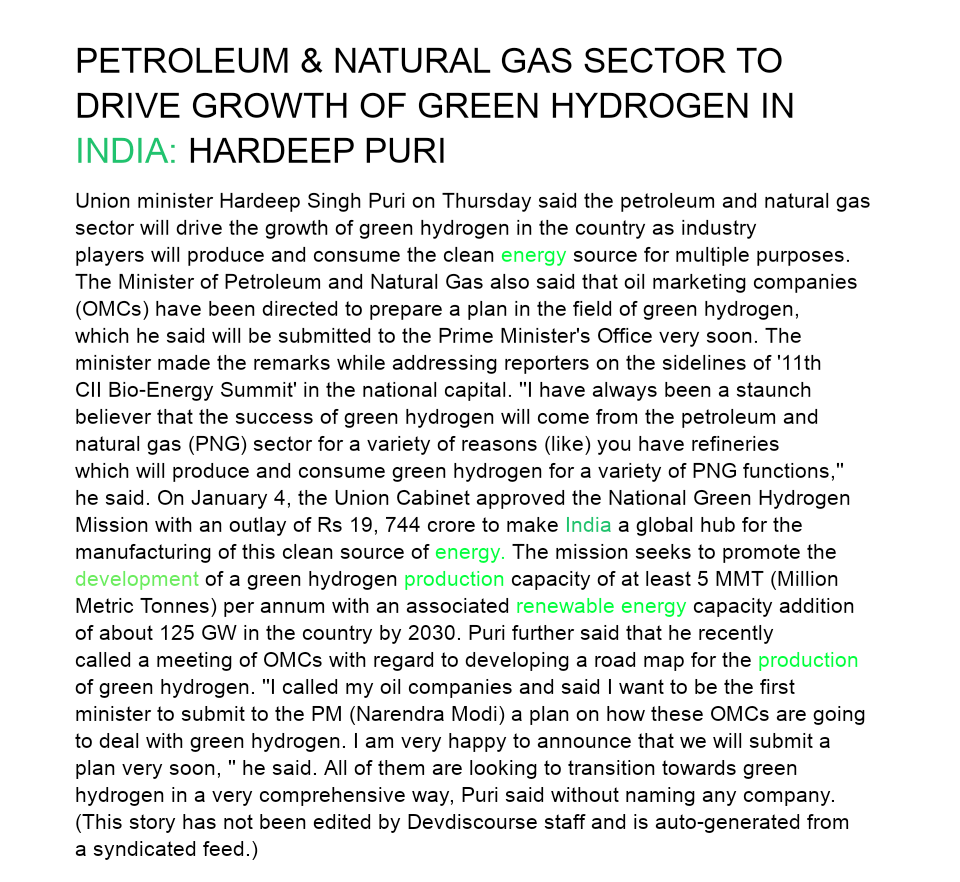 PETROLEUM & NATURAL GAS SECTOR TO
DRIVE GROWTH OF GREEN HYDROGEN IN
INDIA: HARDEEP PURI
Union minister Hardeep Singh Puri on Thursday said the petroleum and natural gas
sector will drive the growth of green hydrogen in the country as industry
players will produce and consume the clean energy source for multiple purposes.
The Minister of Petroleum and Natural Gas also said that oil marketing companies
(OMCs) have been directed to prepare a plan in the field of green hydrogen,
which he said will be submitted to the Prime Minister's Office very soon. The
minister made the remarks while addressing reporters on the sidelines of '11th
CII Bio-Energy Summit' in the national capital. "I have always been a staunch
believer that the success of green hydrogen will come from the petroleum and
natural gas (PNG) sector for a variety of reasons (like) you have refineries
which will produce and consume green hydrogen for a variety of PNG functions,"
he said. On January 4, the Union Cabinet approved the National Green Hydrogen
Mission with an outlay of Rs 19, 744 crore to make India a global hub for the
manufacturing of this clean source of energy. The mission seeks to promote the
development of a green hydrogen production capacity of at least 5 MMT (Million
Metric Tonnes) per annum with an associated renewable energy capacity addition
of about 125 GW in the country by 2030. Puri further said that he recently
called a meeting of OMCs with regard to developing a road map for the production
of green hydrogen. "I called my oil companies and said I want to be the first
minister to submit to the PM (Narendra Modi) a plan on how these OMCs are going
to deal with green hydrogen. I am very happy to announce that we will submit a
plan very soon, " he said. All of them are looking to transition towards green
hydrogen in a very comprehensive way, Puri said without naming any company.
(This story has not been edited by Devdiscourse staff and is auto-generated from
a syndicated feed.)